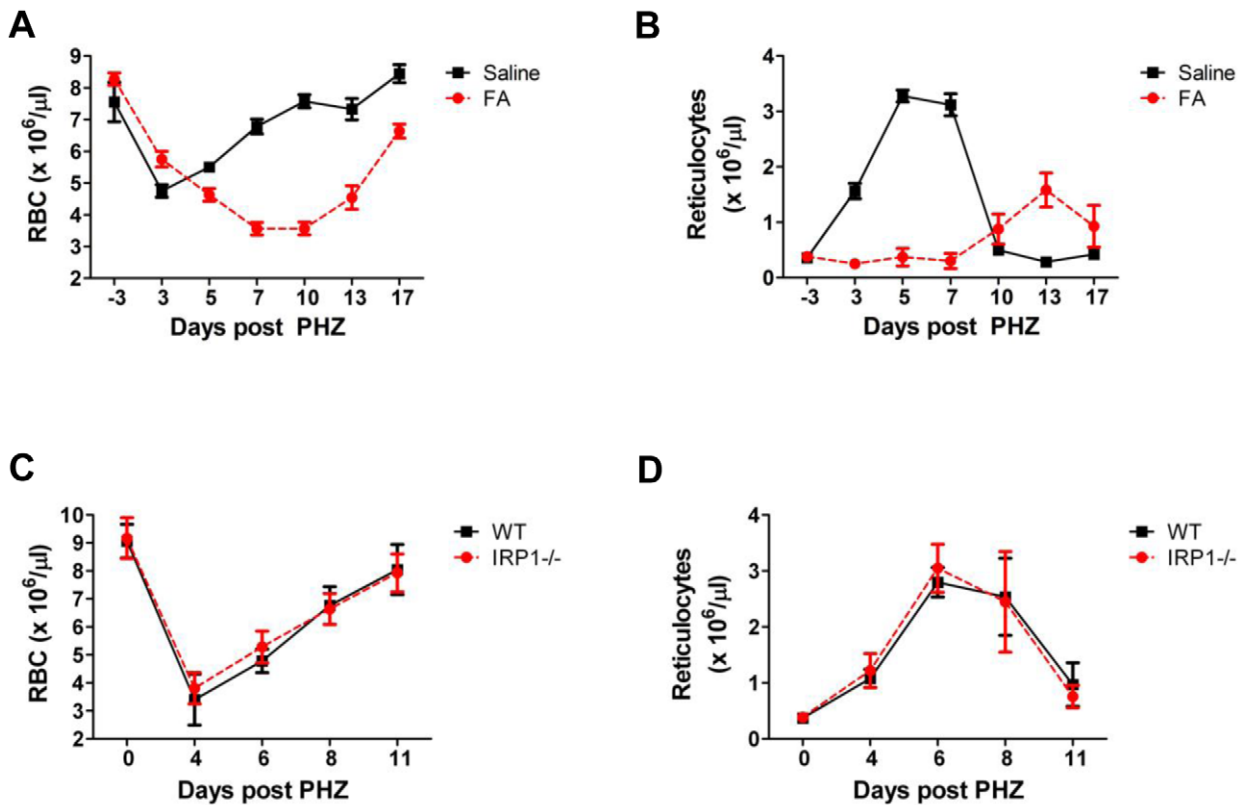 A
RBC (x 10⁶/μl)
9
8
7
6
5
4
3
2
-3 3 5 7 10 13 17
Days post PHZ
Saline
FA
B
Reticulocytes
(x 10⁶/μl)
4
3
2
1
0
-3 3 5 7 10 13 17
Days post PHZ
Saline
FA
C
RBC (x 10⁶/μl)
10
9
8
7
6
5
4
3
2
0 4 6 8 11
Days post PHZ
WT
IRP1-/-
D
Reticulocytes
(x 10⁶/μl)
4
3
2
1
0
0 4 6 8 11
Days post PHZ
WT
IRP1-/-